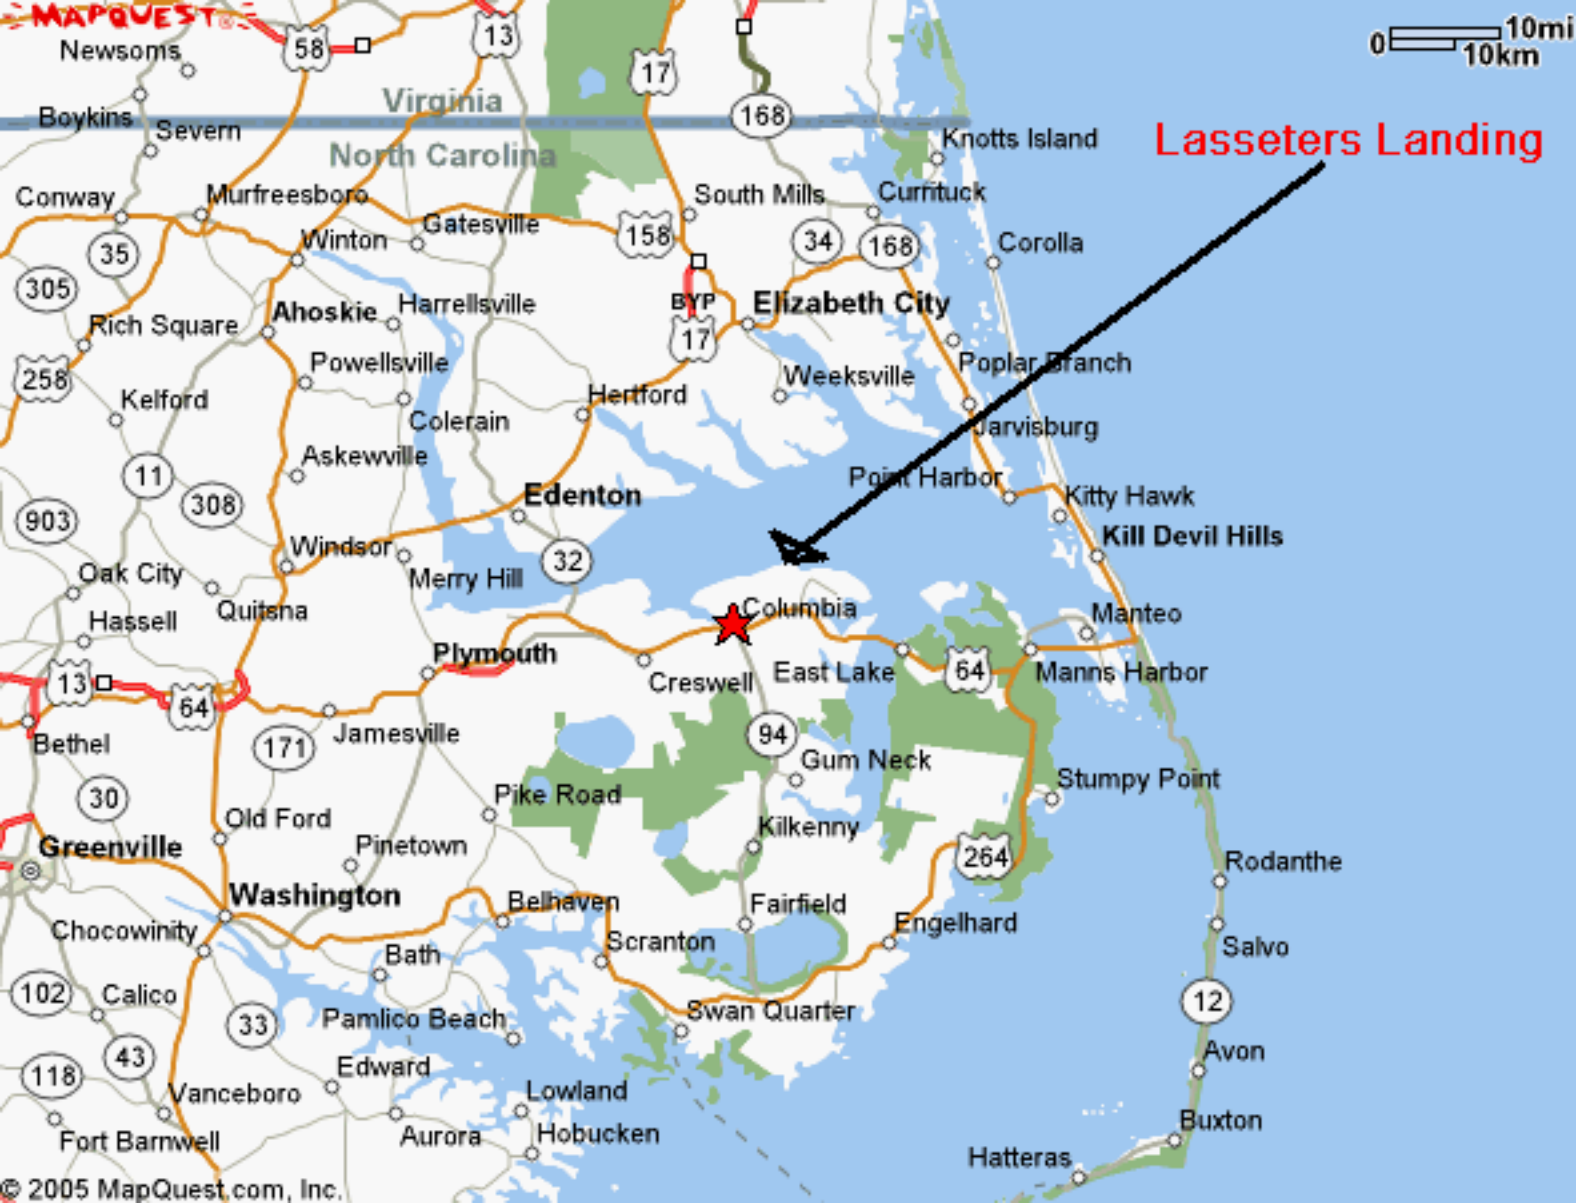 MAPQUEST
58
13
17
168
0
10mi
10km
Newsoms
Virginia
Boykins
Severn
North Carolina
Knotts Island
Lasseters Landing
Conway
Murfreesboro
South Mills
Currituck
Gatesville
Winton
158
34
168
Corolla
35
305
Harrellsville
BYP
Elizabeth City
Ahoskie
Rich Square
17
Poplar Branch
Powellsville
258
Weeksville
Kelford
Hertford
Colerain
Jarvisburg
Askewville
11
Point Harbor
308
Edenton
Kitty Hawk
903
Kill Devil Hills
Windsor
32
Oak City
Merry Hill
Quitsna
Columbia
Hassell
Manteo
Plymouth
East Lake
64
Manns Harbor
Creswell
13
64
171
Jamesville
94
Bethel
Gum Neck
Stumpy Point
30
Pike Road
Old Ford
Kilkenny
Greenville
Pinetown
264
Rodanthe
Washington
Belhaven
Fairfield
Engelhard
Chocowinity
Scranton
Salvo
Bath
102
Calico
12
33
Pamlico Beach
Swan Quarter
43
Avon
118
Edward
Vanceboro
Lowland
Buxton
Fort Barnwell
Aurora
Hobucken
Hatteras
© 2005 MapQuest.com, Inc.